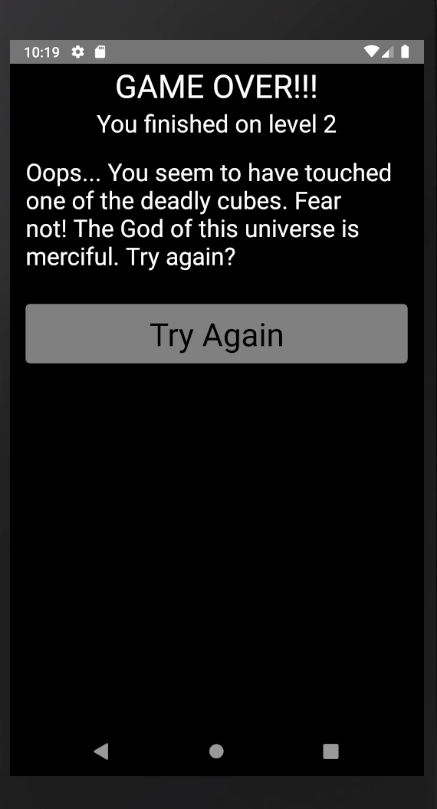 10:19
GAME OVER!!!
You finished on level 2
Oops... You seem to have touched
one of the deadly cubes. Fear
not! The God of this universe is
merciful. Try again?
Try Again